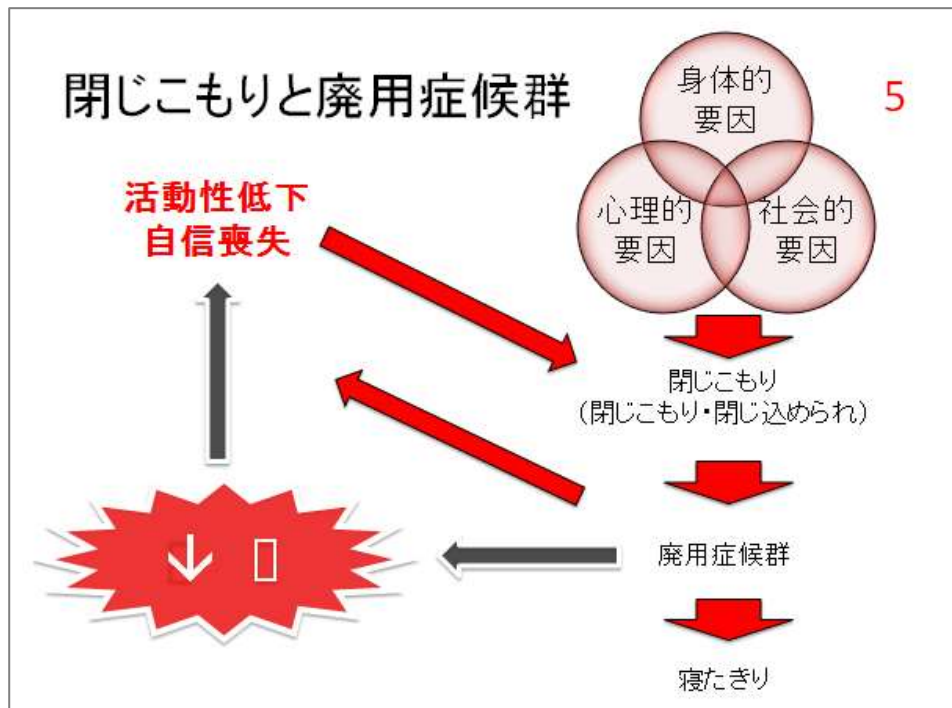 閉じこもりと廃用症候群
5
身体的
要因
心理的
要因
社会的
要因
活動性低下
自信喪失
閉じこもり
(閉じこもり・閉じ込められ)
廃用症候群
寝たきり